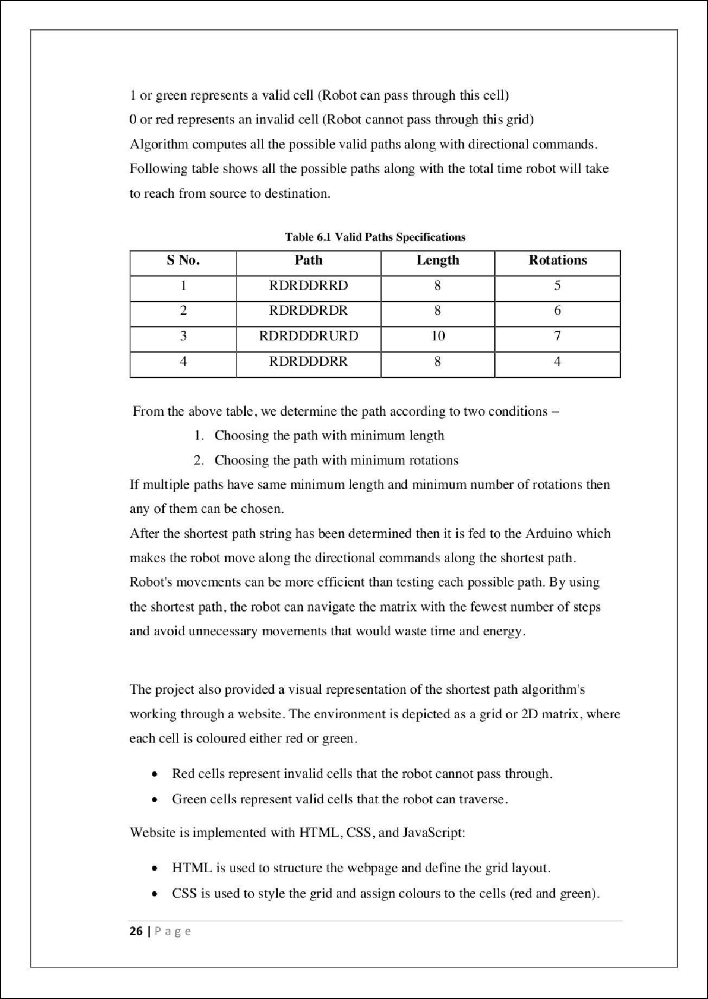 1 or green represents a valid cell (Robot can pass through this cell)
0 or red represents an invalid cell (Robot cannot pass through this grid)
Algorithm computes all the possible valid paths along with directional commands.
Following table shows all the possible paths along with the total time robot will take
to reach from source to destination.
Table 6.1 Valid Paths Specifications
S No. Path Length Rotations
1 RDRDDRRD 8 5
2 RDRDDRDR 8 6
3 RDRDDDRURD 10 7
4 RDRDDDRR 8 4
From the above table, we determine the path according to two conditions –
1. Choosing the path with minimum length
2. Choosing the path with minimum rotations
If multiple paths have same minimum length and minimum number of rotations then
any of them can be chosen.
After the shortest path string has been determined then it is fed to the Arduino which
makes the robot move along the directional commands along the shortest path.
Robot's movements can be more efficient than testing each possible path. By using
the shortest path, the robot can navigate the matrix with the fewest number of steps
and avoid unnecessary movements that would waste time and energy.
The project also provided a visual representation of the shortest path algorithm's
working through a website. The environment is depicted as a grid or 2D matrix, where
each cell is coloured either red or green.
• Red cells represent invalid cells that the robot cannot pass through.
• Green cells represent valid cells that the robot can traverse.
Website is implemented with HTML, CSS, and JavaScript:
• HTML is used to structure the webpage and define the grid layout.
• CSS is used to style the grid and assign colours to the cells (red and green).
26 | P a g e